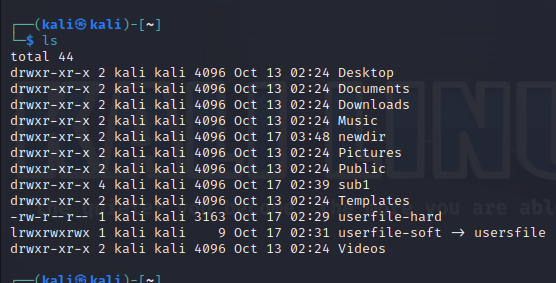 ┌──(kali㉿kali)-[~]
└─$ ls
total 44
drwxr-xr-x 2 kali kali 4096 Oct 13 02:24 Desktop
drwxr-xr-x 2 kali kali 4096 Oct 13 02:24 Documents
drwxr-xr-x 2 kali kali 4096 Oct 13 02:24 Downloads
drwxr-xr-x 2 kali kali 4096 Oct 13 02:24 Music
drwxr-xr-x 2 kali kali 4096 Oct 17 03:48 newdir
drwxr-xr-x 2 kali kali 4096 Oct 13 02:24 Pictures
drwxr-xr-x 2 kali kali 4096 Oct 13 02:24 Public
drwxr-xr-x 4 kali kali 4096 Oct 17 02:39 sub1
drwxr-xr-x 2 kali kali 4096 Oct 13 02:24 Templates
-rw-r--r-- 1 kali kali 3163 Oct 17 02:29 userfile-hard
lrwxrwxrwx 1 kali kali    9 Oct 17 02:31 userfile-soft → usersfile
drwxr-xr-x 2 kali kali 4096 Oct 13 02:24 Videos
┌──(kali㉿kali)-[~]